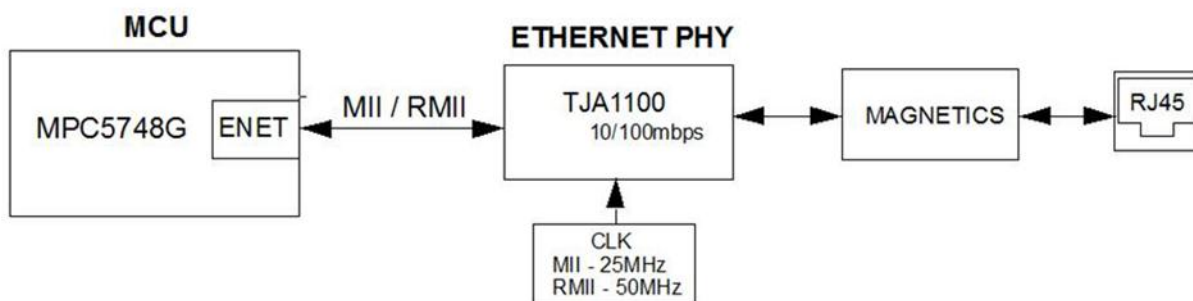 MCU
MPC5748G
ENET
MII / RMII
ETHERNET PHY
TJA1100
10/100mbps
MAGNETICS
RJ45
CLK
MII - 25MHz
RMII - 50MHz